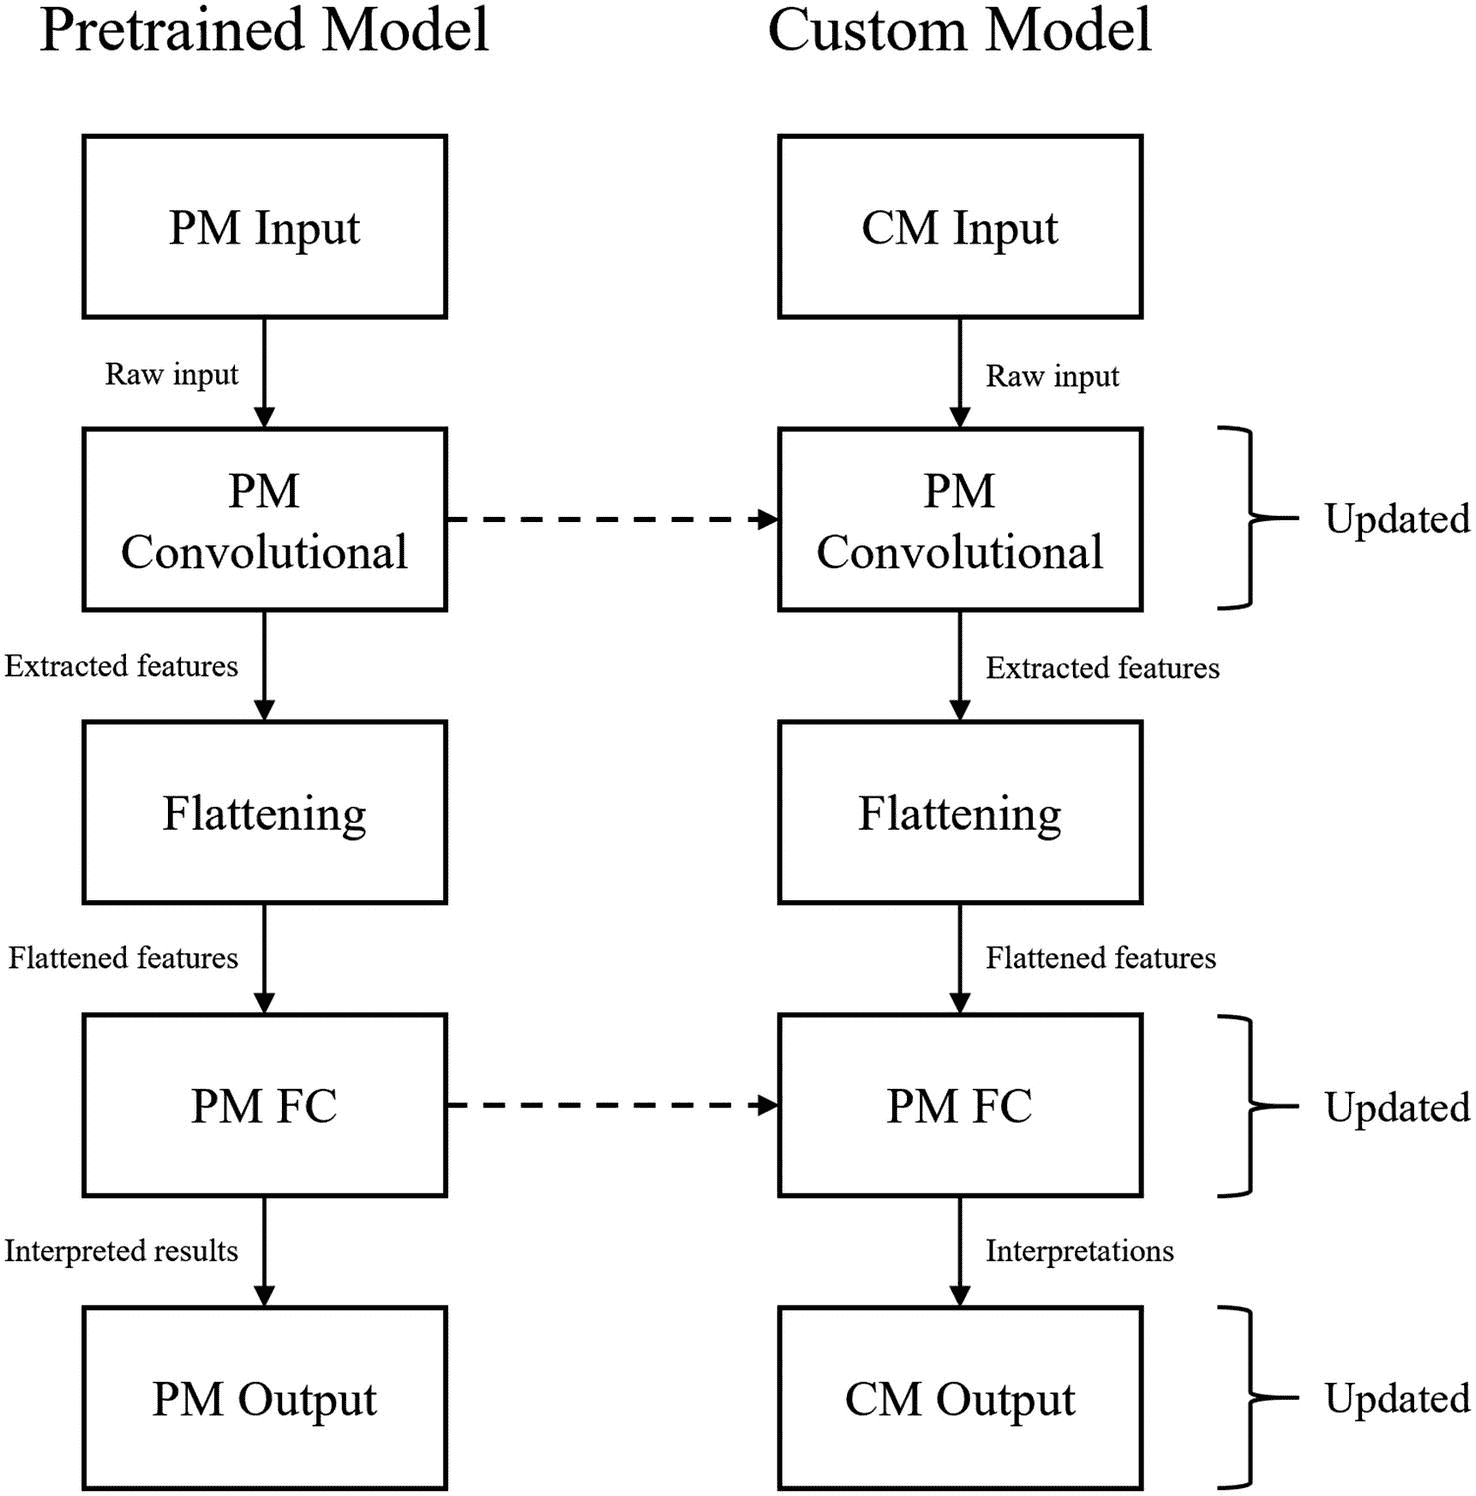 Pretrained Model
Custom Model
PM Input
CM Input
Raw input
Raw input
PM
Convolutional
PM
Convolutional
Updated
Extracted features
Extracted features
Flattening
Flattening
Flattened features
Flattened features
PM FC
PM FC
Updated
Interpreted results
Interpretations
PM Output
CM Output
Updated